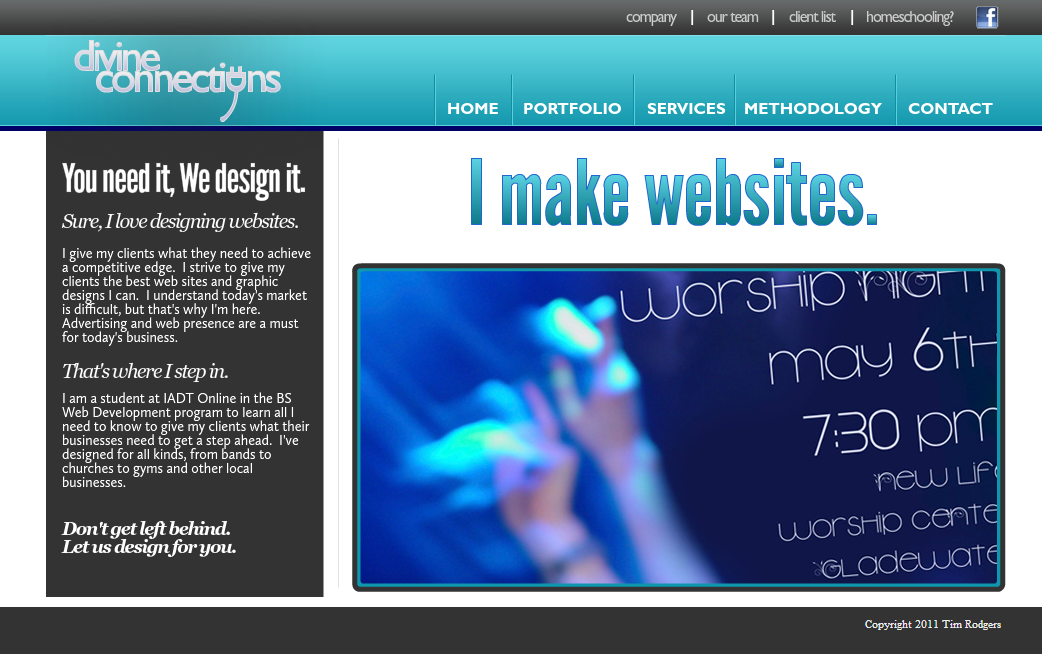 company | our team | client list | homeschooling?
divine
connections
HOME PORTFOLIO SERVICES METHODOLOGY CONTACT
You need it, We design it.
Sure, I love designing websites.
I give my clients what they need to achieve
a competitive edge.  I strive to give my
clients the best web sites and graphic
designs I can.  I understand today's market
is difficult, but that's why I'm here.
Advertising and web presence are a must
for today's business.
That's where I step in.
I am a student at IADT Online in the BS
Web Development program to learn all I
need to know to give my clients what their
businesses need to get a step ahead.  I've
designed for all kinds, from bands to
churches to gyms and other local
businesses.
Don't get left behind.
Let us design for you.
I make websites.
WORSHIP NIGHT
MAY 6TH
7:30 PM
NEW LIF
WORSHIP CENTE
GLADEWATE
Copyright 2011 Tim Rodgers